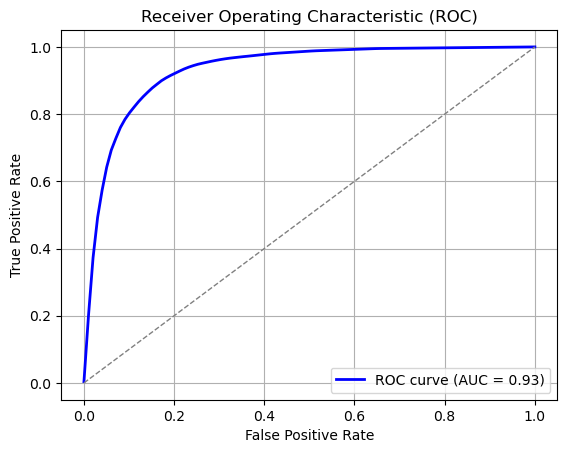 Receiver Operating Characteristic (ROC)
1.0
0.8
0.6
0.4
0.2
0.0
True Positive Rate
ROC curve (AUC = 0.93)
0.0 0.2 0.4 0.6 0.8 1.0
False Positive Rate